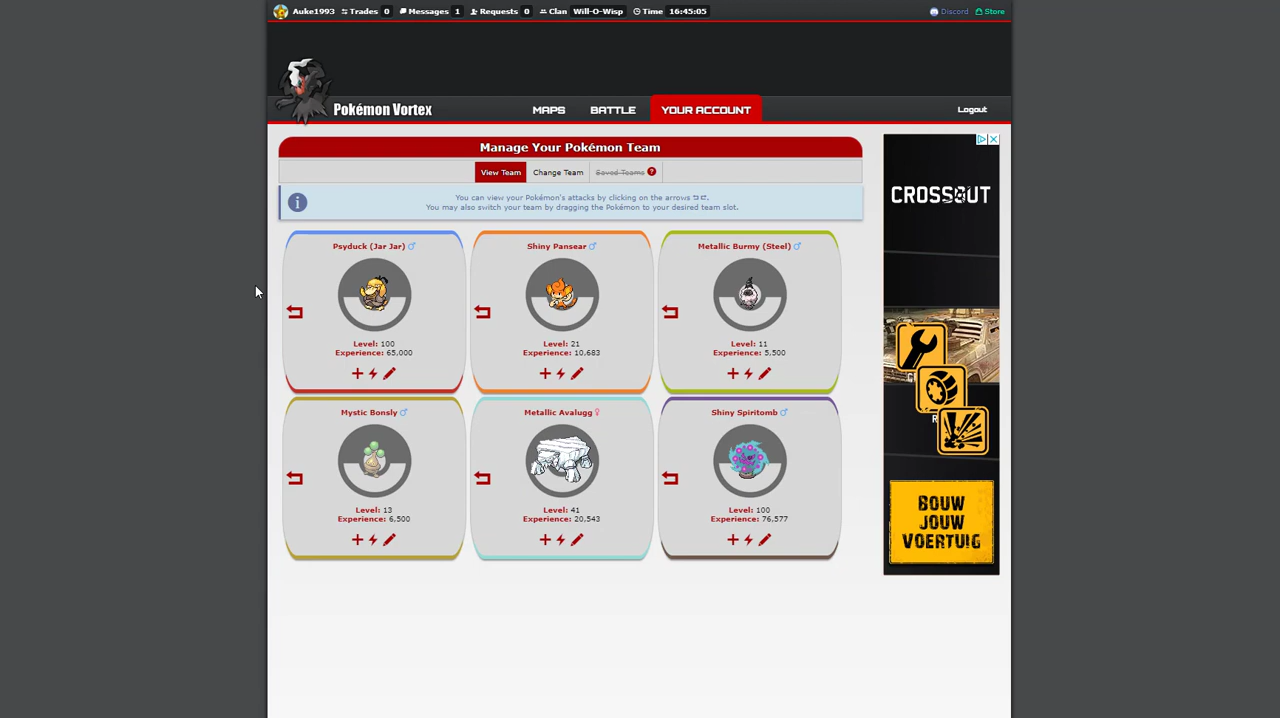 Auke1993 Trades 0 Messages 1 Requests 0 Clan Will-O-Wisp Time 16:45:05 Discord Store
Pokémon Vortex MAPS BATTLE YOUR ACCOUNT Logout
Manage Your Pokémon Team
View Team Change Team Saved Teams ?
You can view your Pokémon's attacks by clicking on the arrows.
You may also switch your team by dragging the Pokémon to your desired team slot.
Psyduck (Jar Jar) ♂
Level: 100
Experience: 65,000
Shiny Pansear ♂
Level: 21
Experience: 10,683
Metallic Burmy (Steel) ♂
Level: 11
Experience: 5,500
Mystic Bonsly ♂
Level: 13
Experience: 6,500
Metallic Avalugg ♀
Level: 41
Experience: 20,543
Shiny Spiritomb ♂
Level: 100
Experience: 76,577
CROSSOUT
BOUW
JOUW
VOERTUIG